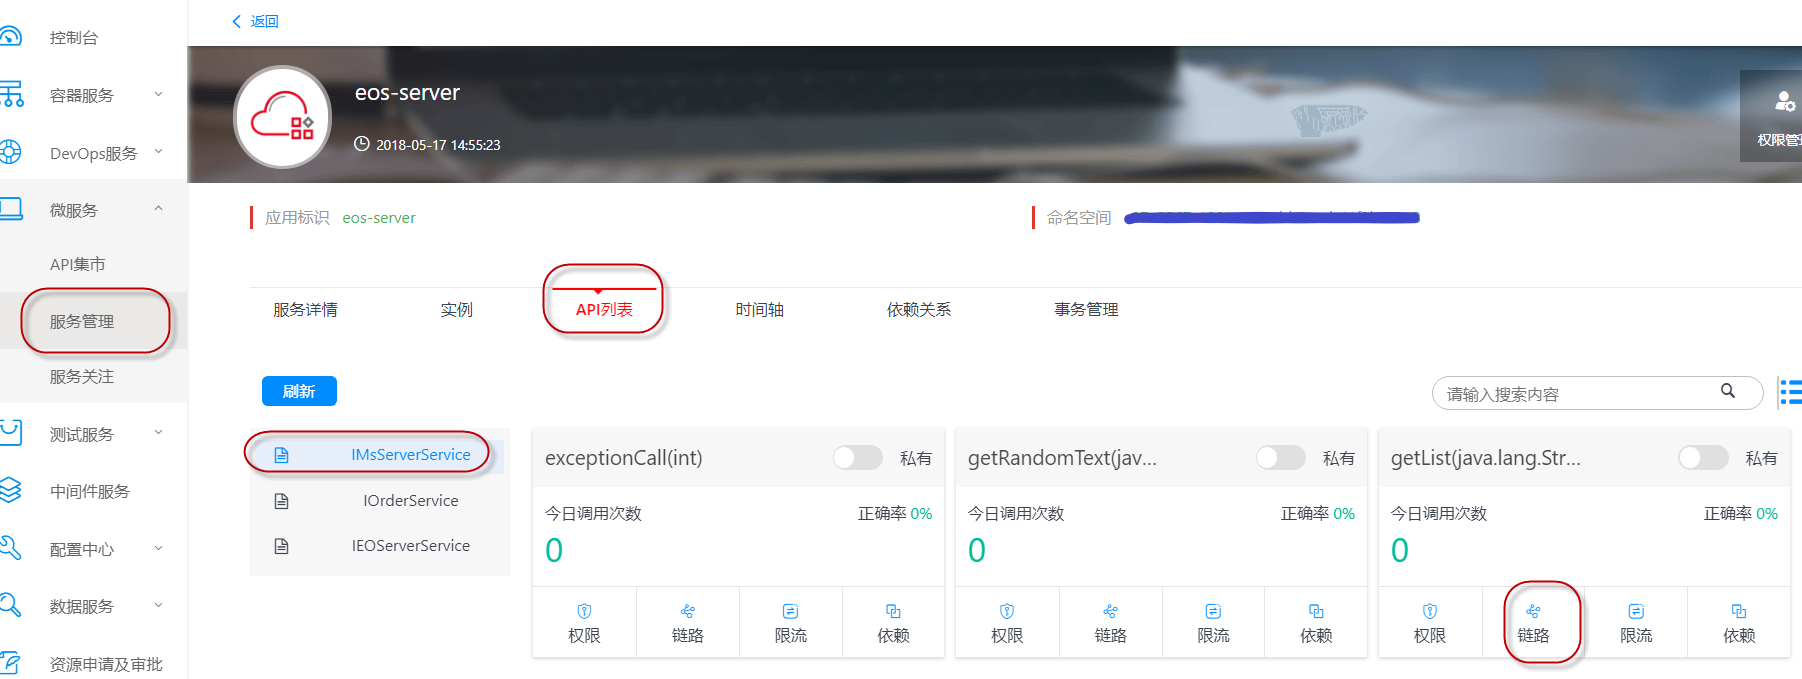 返回
控制台
容器服务
DevOps服务
微服务
API集市
服务管理
服务关注
测试服务
中间件服务
配置中心
数据服务
资源申请及审批
eos-server
2018-05-17 14:55:23
应用标识 eos-server
命名空间
服务详情 实例 API列表 时间轴 依赖关系 事务管理
刷新
请输入搜索内容
IMsServerService
IOrderService
IEOServerService
exceptionCall(int) 私有
今日调用次数 正确率 0%
0
权限 链路 限流 依赖
getRandomText(jav... 私有
今日调用次数 正确率 0%
0
权限 链路 限流 依赖
getList(java.lang.Str... 私有
今日调用次数 正确率 0%
0
权限 链路 限流 依赖